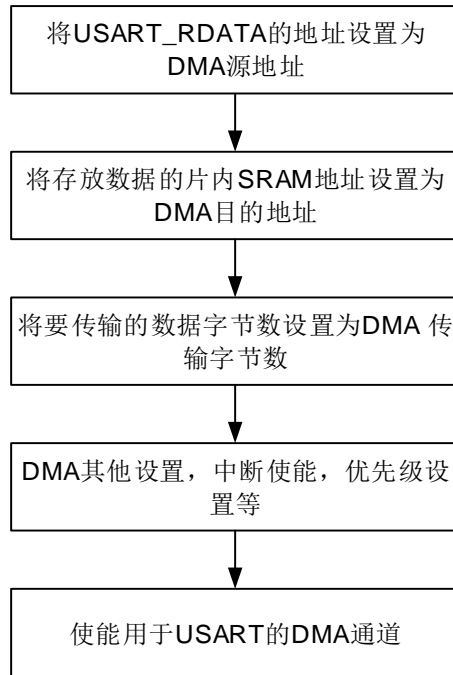 将USART_RDATA的地址设置为
DMA源地址
将存放数据的片内SRAM地址设置为
DMA目的地址
将要传输的数据字节数设置为DMA 传
输字节数
DMA其他设置，中断使能，优先级设
置等
使能用于USART的DMA通道